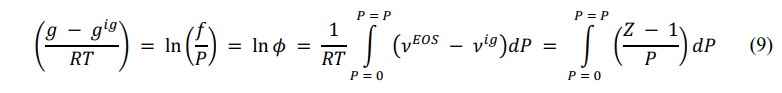 (g − g^{ig} / RT) = ln(f/P) = ln ϕ = 1/RT ∫_{P = 0}^{P = P} (ν^{EOS} − ν^{ig})dP = ∫_{P = 0}^{P = P} (Z − 1 / P) dP (9)